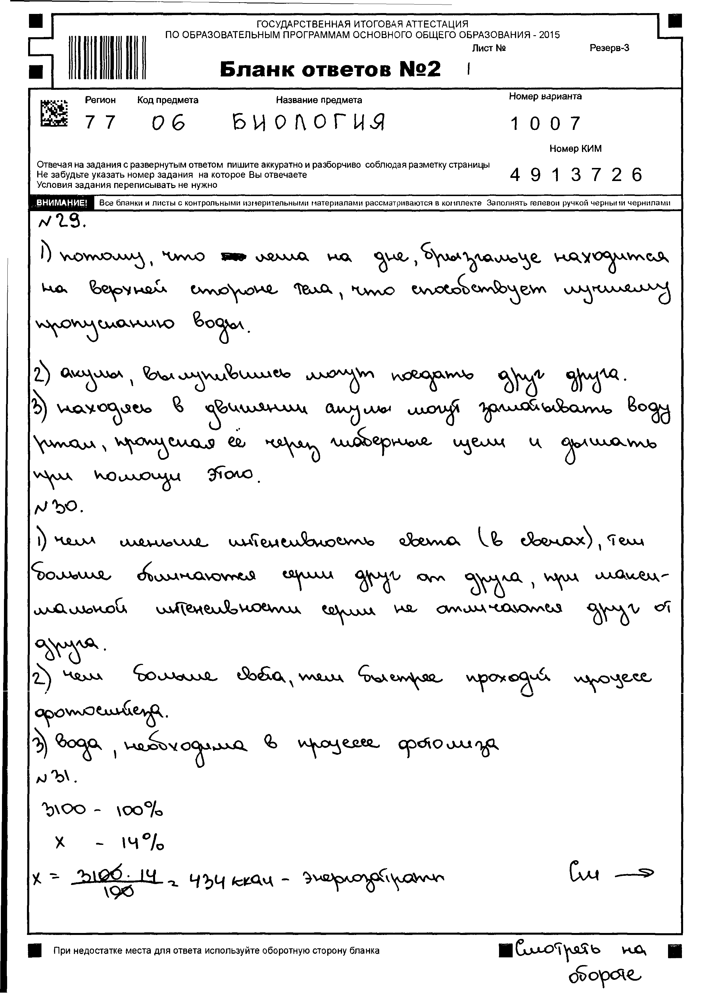 ГОСУДАРСТВЕННАЯ ИТОГОВАЯ АТТЕСТАЦИЯ
ПО ОБРАЗОВАТЕЛЬНЫМ ПРОГРАММАМ ОСНОВНОГО ОБЩЕГО ОБРАЗОВАНИЯ - 2015
Лист № Резерв-3
Бланк ответов №2 1
Регион Код предмета Название предмета Номер варианта
77 06 БИОЛОГИЯ 1007
Номер КИМ
4913726
Отвечая на задания с развернутым ответом пишите аккуратно и разборчиво соблюдая разметку страницы
Не забудьте указать номер задания на которое Вы отвечаете
Условия задания переписывать не нужно
ВНИМАНИЕ! Все бланки и листы с контрольными измерительными материалами рассматриваются в комплекте Заполнять гелевой ручкой черными чернилами
N29.
1) потому, что лежа на дне, брызгальце находится
на верхней стороне тела, что способствует лучшему
пропусканию воды.
2) акулы, вылупившись могут поедать друг друга.
3) находясь в движении акулы могут заглатывать воду
ртом, пропуская её через жаберные щели и дышать
при помощи этого.
N30.
1) чем меньше интенсивность света (в свечах), тем
больше отличаются серии друг от друга, при макси-
мальной интенсивности серии не отличаются друг от
друга.
2) чем больше света, тем быстрее проходит процесс
фотосинтеза.
3) вода, необходима в процессе фотолиза
N31.
3100 - 100%
x - 14%
x = 3100 · 14 / 100 = 434 ккал - энергозатраты
См →
При недостатке места для ответа используйте оборотную сторону бланка
Смотреть на
обороте